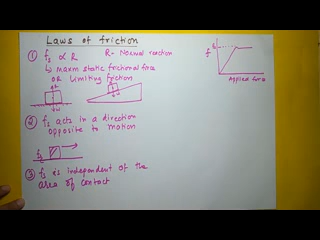 Laws of friction
① fs ∝ R   R- Normal reaction
↳ maxm static frictional force
OR Limiting friction
② fs acts in a direction
opposite to motion
fs
③ fs is independent of the
area of contact
f
Applied force